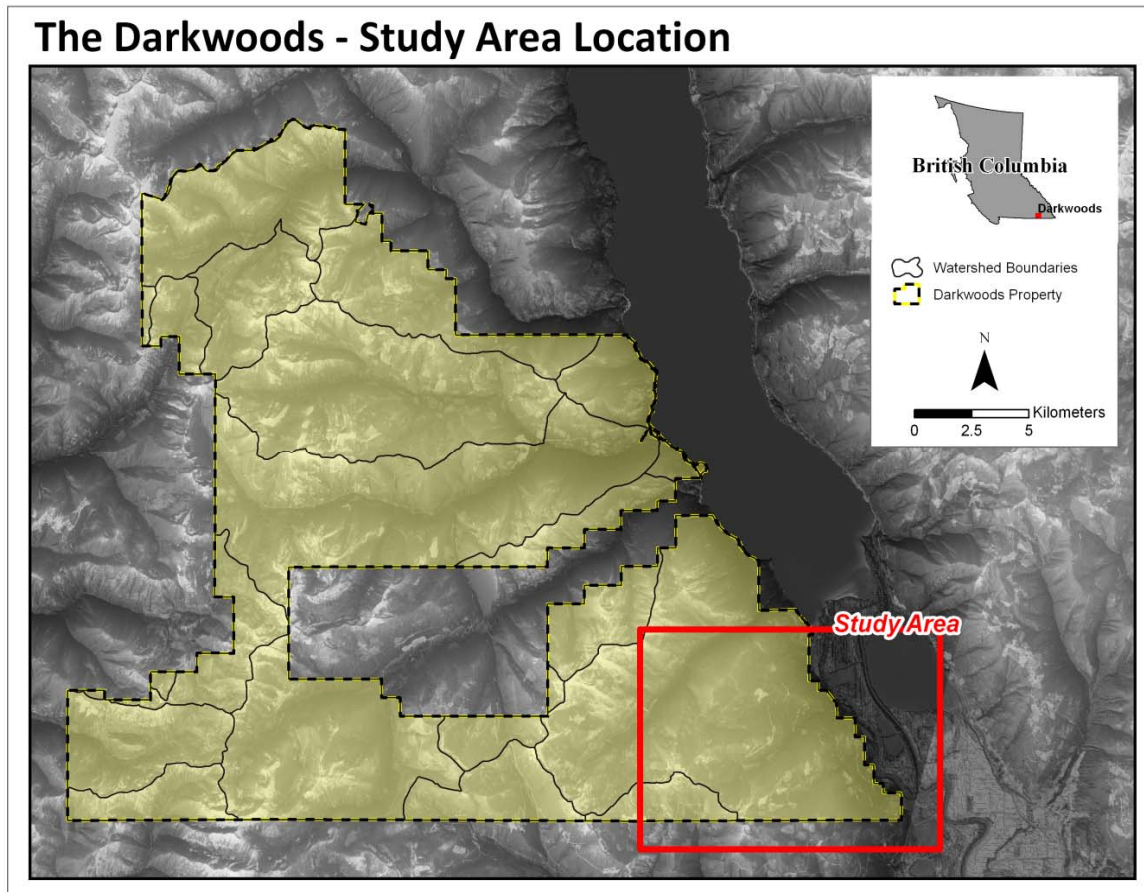 The Darkwoods - Study Area Location
British Columbia
Darkwoods
Watershed Boundaries
Darkwoods Property
N
Kilometers
0 2.5 5
Study Area